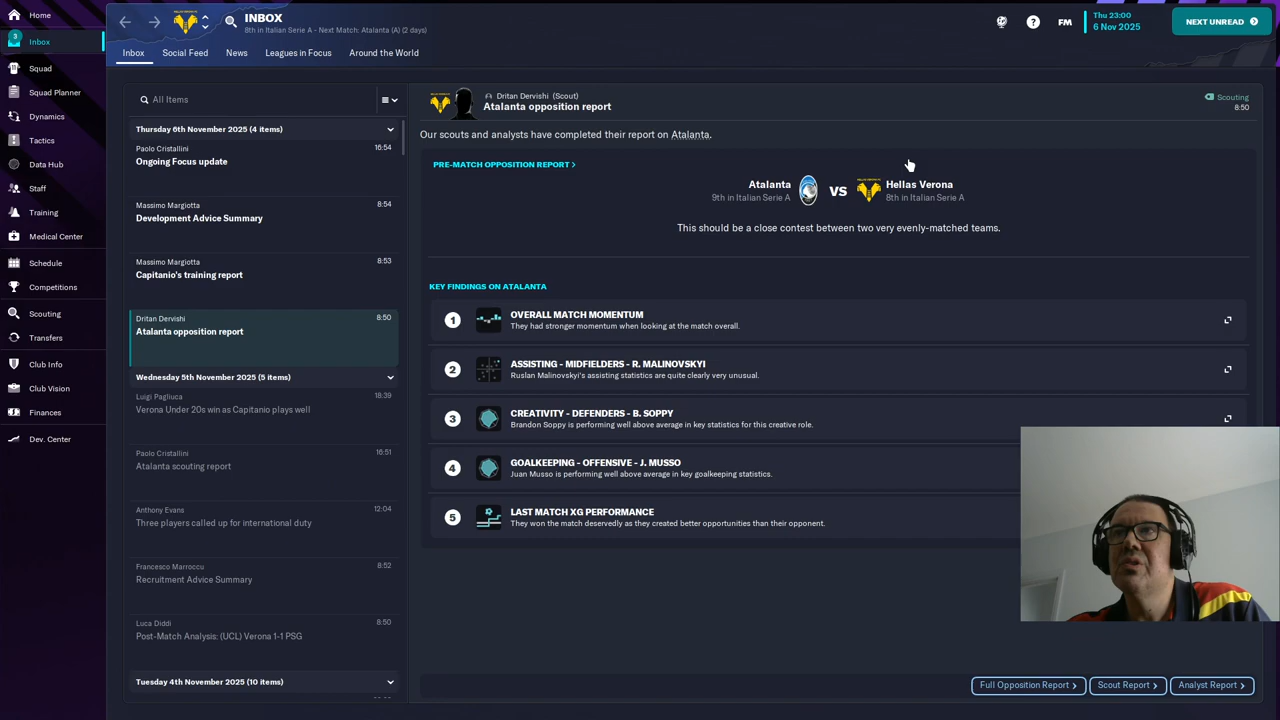 Home
3
Inbox
Squad
Squad Planner
Dynamics
Tactics
Data Hub
Staff
Training
Medical Center
Schedule
Competitions
Scouting
Transfers
Club Info
Club Vision
Finances
Dev. Center
INBOX
8th in Italian Serie A - Next Match: Atalanta (A) (2 days)
?
FM
Thu 23:00
6 Nov 2025
NEXT UNREAD
Inbox
Social Feed
News
Leagues in Focus
Around the World
All Items
Thursday 6th November 2025 (4 items)
Paolo Cristallini 16:54
Ongoing Focus update
Massimo Margiotta 8:54
Development Advice Summary
Massimo Margiotta 8:53
Capitanio's training report
Dritan Dervishi 8:50
Atalanta opposition report
Wednesday 5th November 2025 (5 items)
Luigi Pagliuca 18:39
Verona Under 20s win as Capitanio plays well
Paolo Cristallini 16:51
Atalanta scouting report
Anthony Evans 12:04
Three players called up for international duty
Francesco Marroccu 8:52
Recruitment Advice Summary
Luca Diddi 8:50
Post-Match Analysis: (UCL) Verona 1-1 PSG
Tuesday 4th November 2025 (10 items)
Dritan Dervishi (Scout)
Atalanta opposition report
Scouting
8:50
Our scouts and analysts have completed their report on Atalanta.
PRE-MATCH OPPOSITION REPORT >
Atalanta
9th in Italian Serie A
VS
Hellas Verona
8th in Italian Serie A
This should be a close contest between two very evenly-matched teams.
KEY FINDINGS ON ATALANTA
1
OVERALL MATCH MOMENTUM
They had stronger momentum when looking at the match overall.
2
ASSISTING - MIDFIELDERS - R. MALINOVSKYI
Ruslan Malinovskyi's assisting statistics are quite clearly very unusual.
3
CREATIVITY - DEFENDERS - B. SOPPY
Brandon Soppy is performing well above average in key statistics for this creative role.
4
GOALKEEPING - OFFENSIVE - J. MUSSO
Juan Musso is performing well above average in key goalkeeping statistics.
5
LAST MATCH XG PERFORMANCE
They won the match deservedly as they created better opportunities than their opponent.
Full Opposition Report >
Scout Report >
Analyst Report >